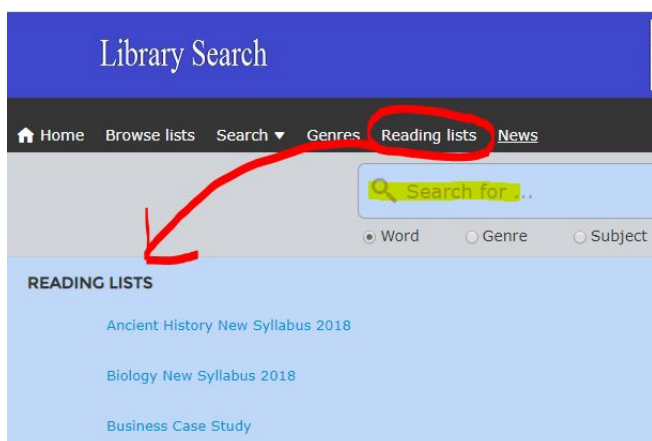 Library Search
Home Browse lists Search ▼ Genres Reading lists News
Search for ...
Word Genre Subject
READING LISTS
Ancient History New Syllabus 2018
Biology New Syllabus 2018
Business Case Study